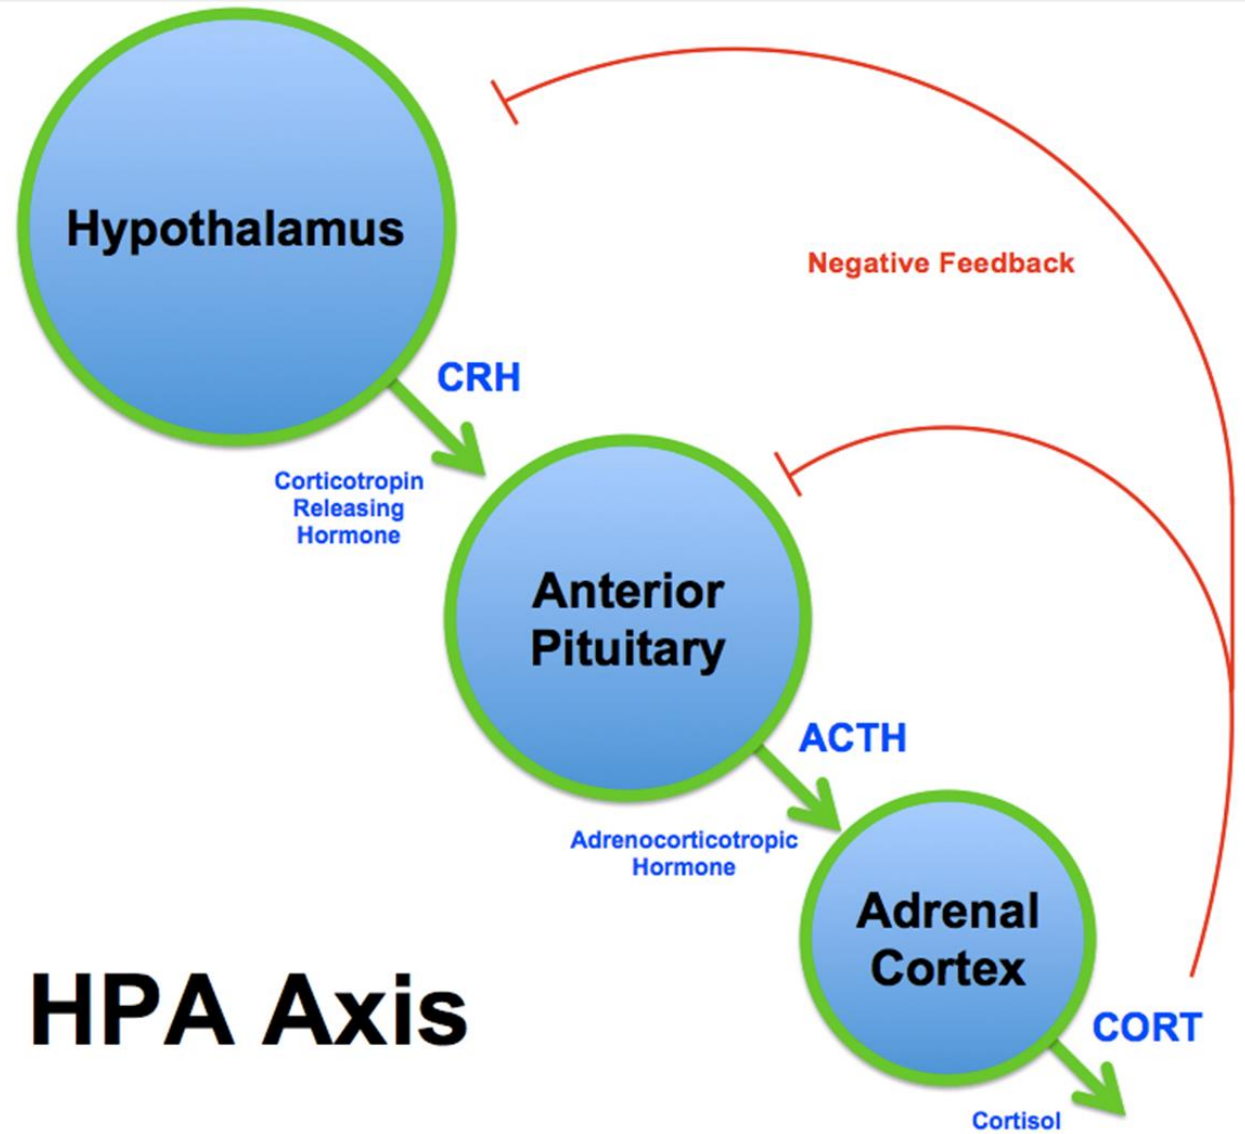 Hypothalamus
Negative Feedback
CRH
Corticotropin
Releasing
Hormone
Anterior
Pituitary
ACTH
Adrenocorticotropic
Hormone
Adrenal
Cortex
HPA Axis
CORT
Cortisol